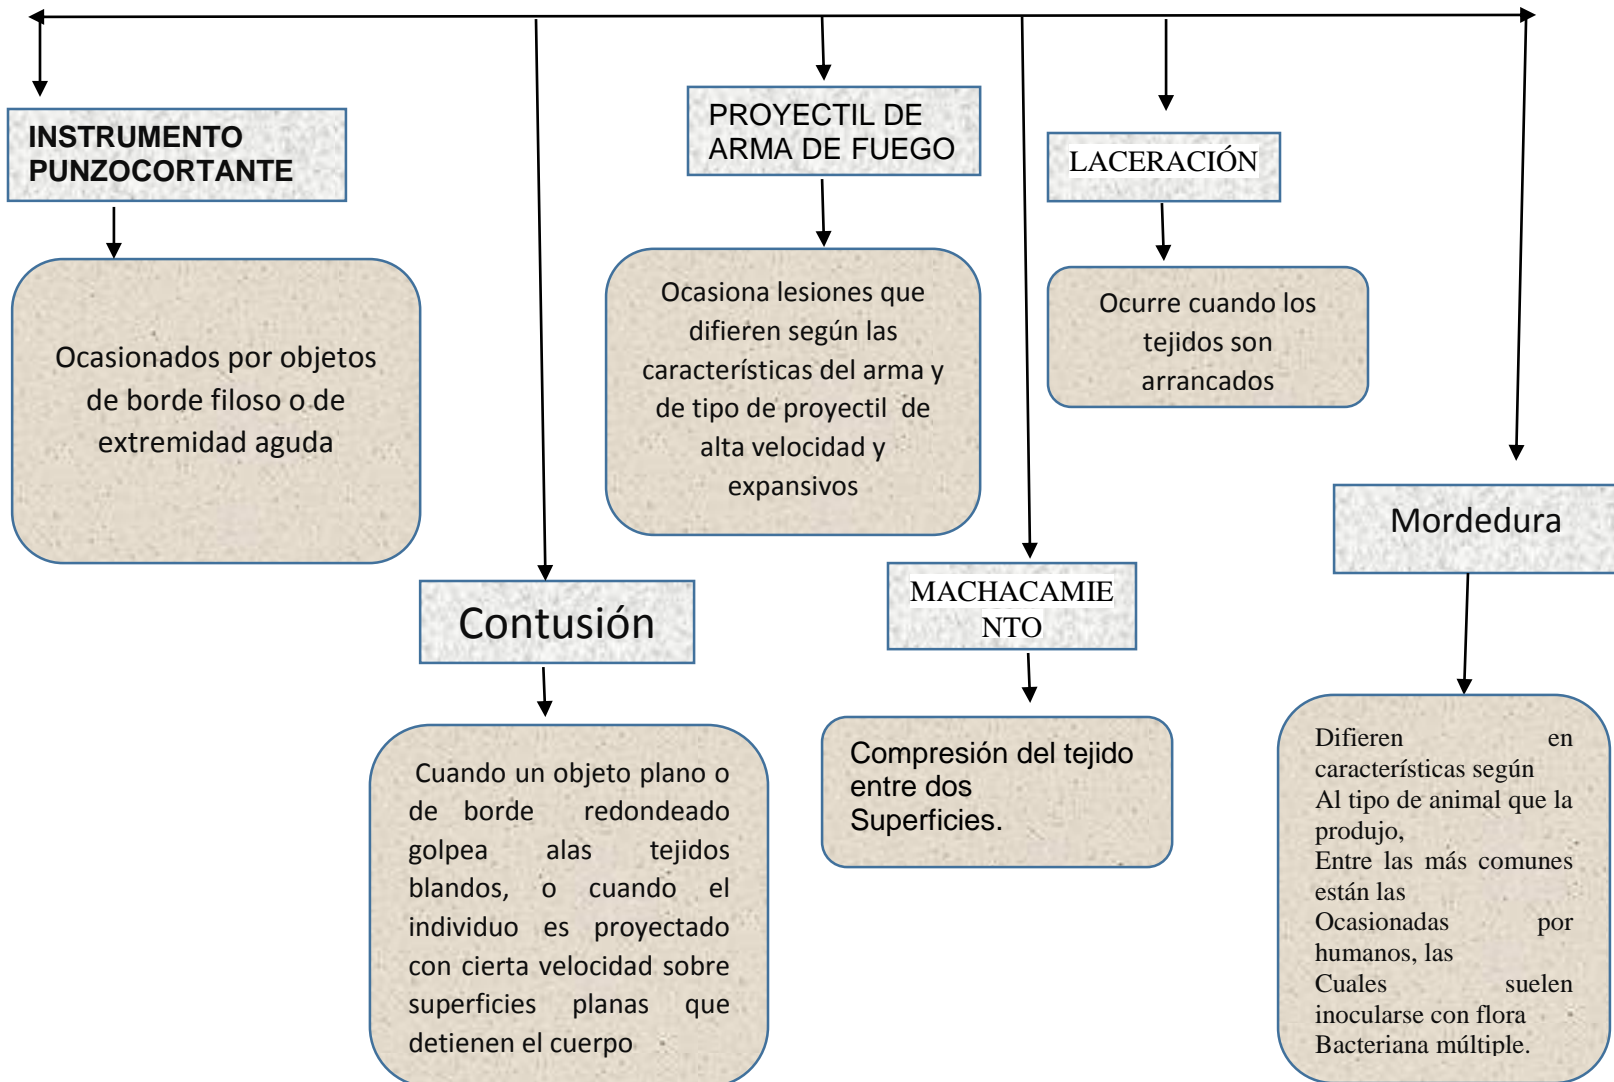 INSTRUMENTO
PUNZOCORTANTE
Ocasionados por objetos
de borde filoso o de
extremidad aguda
Contusión
Cuando un objeto plano o
de borde redondeado
golpea alas tejidos
blandos, o cuando el
individuo es proyectado
con cierta velocidad sobre
superficies planas que
detienen el cuerpo
PROYECTIL DE
ARMA DE FUEGO
Ocasiona lesiones que
difieren según las
características del arma y
de tipo de proyectil de
alta velocidad y
expansivos
MACHACAMIE
NTO
Compresión del tejido
entre dos
Superficies.
LACERACIÓN
Ocurre cuando los
tejidos son
arrancados
Mordedura
Difieren en
características según
Al tipo de animal que la
produjo,
Entre las más comunes
están las
Ocasionadas por
humanos, las
Cuales suelen
inocularse con flora
Bacteriana múltiple.